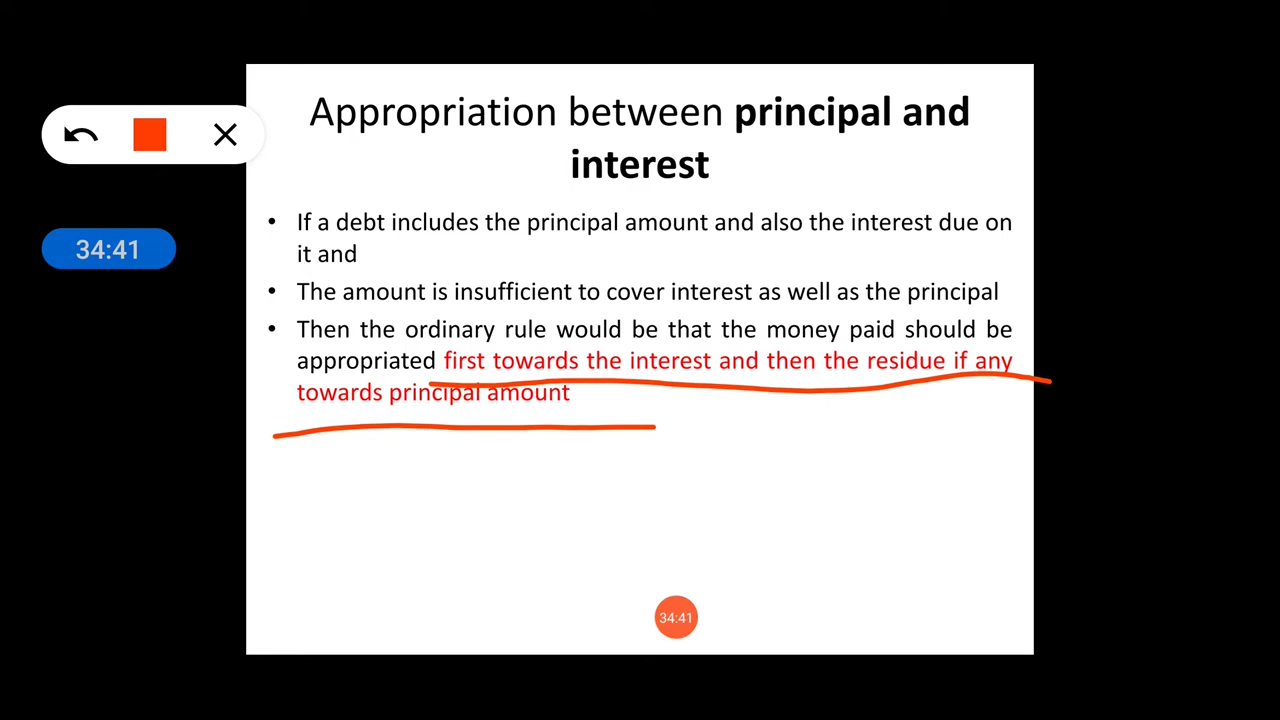 Appropriation between principal and
interest
34:41
• If a debt includes the principal amount and also the interest due on
it and
• The amount is insufficient to cover interest as well as the principal
• Then the ordinary rule would be that the money paid should be
appropriated first towards the interest and then the residue if any
towards principal amount
34:41